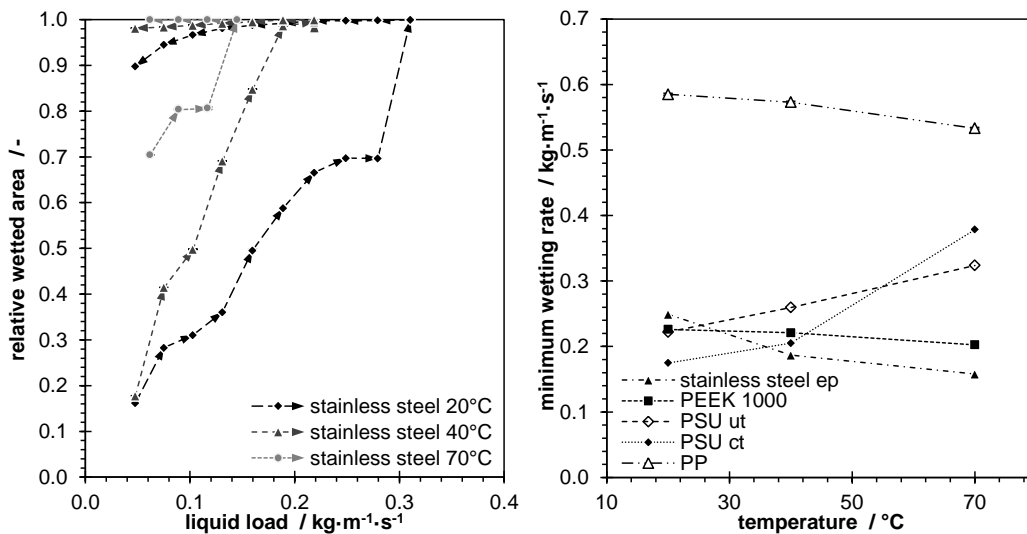 relative wetted area / -
1.0
0.9
0.8
0.7
0.6
0.5
0.4
0.3
0.2
0.1
0.0
stainless steel 20°C
stainless steel 40°C
stainless steel 70°C
0.0 0.1 0.2 0.3 0.4
liquid load / kg·m⁻¹·s⁻¹
minimum wetting rate / kg·m⁻¹·s⁻¹
0.7
0.6
0.5
0.4
0.3
0.2
0.1
0.0
stainless steel ep
PEEK 1000
PSU ut
PSU ct
PP
10 30 50 70
temperature / °C